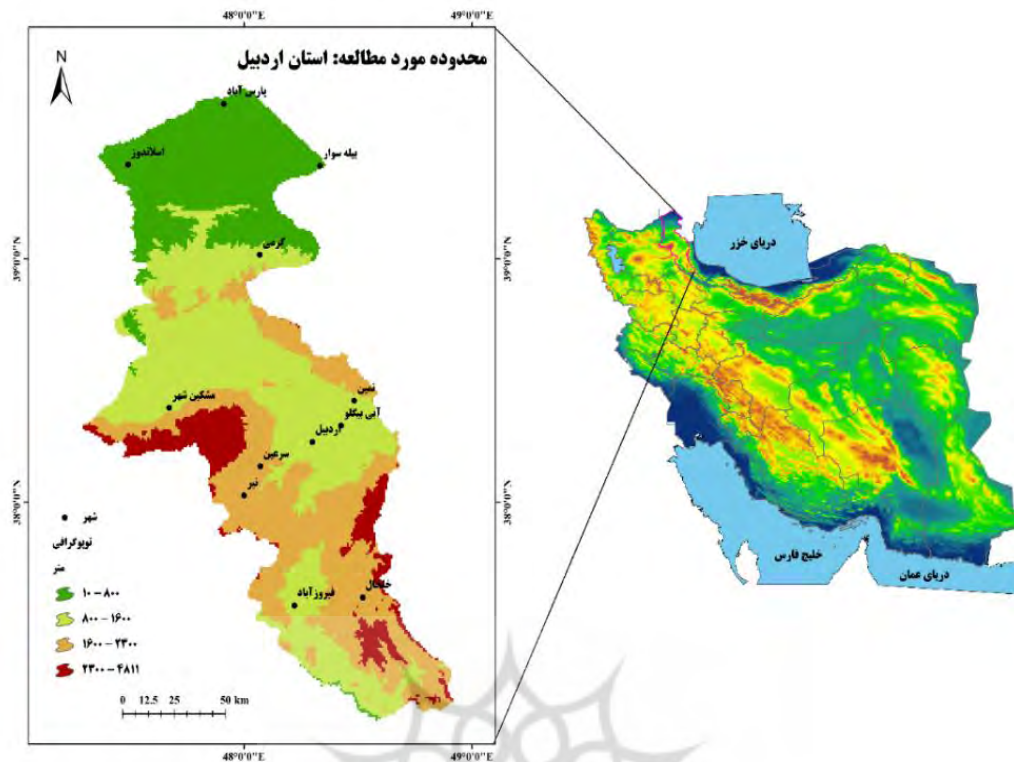 48°0'0"E 49°0'0"E
محدوده مورد مطالعه: استان اردبیل
N
پارس آباد
اسلاندوز
بیله سوار
گرمی
39°0'0"N
39°0'0"N
نمین
مشکین شهر
آبی بیگلو
اردبیل
سرعین
نیر
38°0'0"N
38°0'0"N
خلخال
فیروزآباد
شهر
توپوگرافی
متر
۱۰ – ۸۰۰
۸۰۰ – ۱۶۰۰
۱۶۰۰ – ۲۳۰۰
۲۳۰۰ – ۴۸۱۱
0 12.5 25 50 km
48°0'0"E 49°0'0"E
دریای خزر
خلیج فارس
دریای عمان